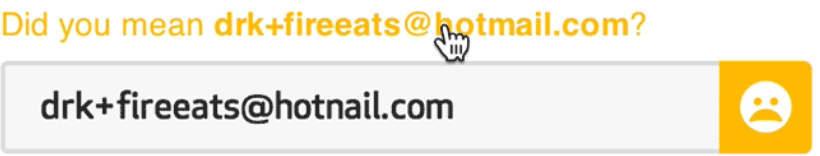 Did you mean drk+fireeats@hotmail.com?
drk+fireeats@hotnail.com